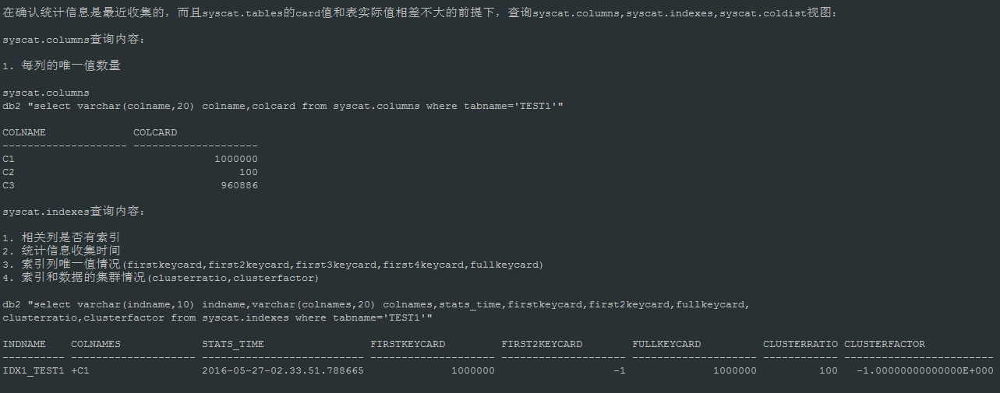 在确认统计信息是最近收集的，而且syscat.tables的card值和表实际值相差不大的前提下，查询syscat.columns,syscat.indexes,syscat.coldist视图：
syscat.columns查询内容：
1. 每列的唯一值数量
syscat.columns
db2 "select varchar(colname,20) colname,colcard from syscat.columns where tabname='TEST1'"
COLNAME              COLCARD
-------------------- --------------------
C1                                1000000
C2                                    100
C3                                 960886
syscat.indexes查询内容：
1. 相关列是否有索引
2. 统计信息收集时间
3. 索引列唯一值情况(firstkeycard,first2keycard,first3keycard,first4keycard,fullkeycard)
4. 索引和数据的集群情况(clusterratio,clusterfactor)
db2 "select varchar(indname,10) indname,varchar(colnames,20) colnames,stats_time,firstkeycard,first2keycard,fullkeycard,
clusterratio,clusterfactor from syscat.indexes where tabname='TEST1'"
INDNAME    COLNAMES             STATS_TIME                 FIRSTKEYCARD         FIRST2KEYCARD        FULLKEYCARD          CLUSTERRATIO CLUSTERFACTOR
---------- -------------------- -------------------------- -------------------- -------------------- -------------------- ------------ ------------------------
IDX1_TEST1 +C1                  2016-05-27-02.33.51.788665              1000000                   -1              1000000          100   -1.00000000000000E+000